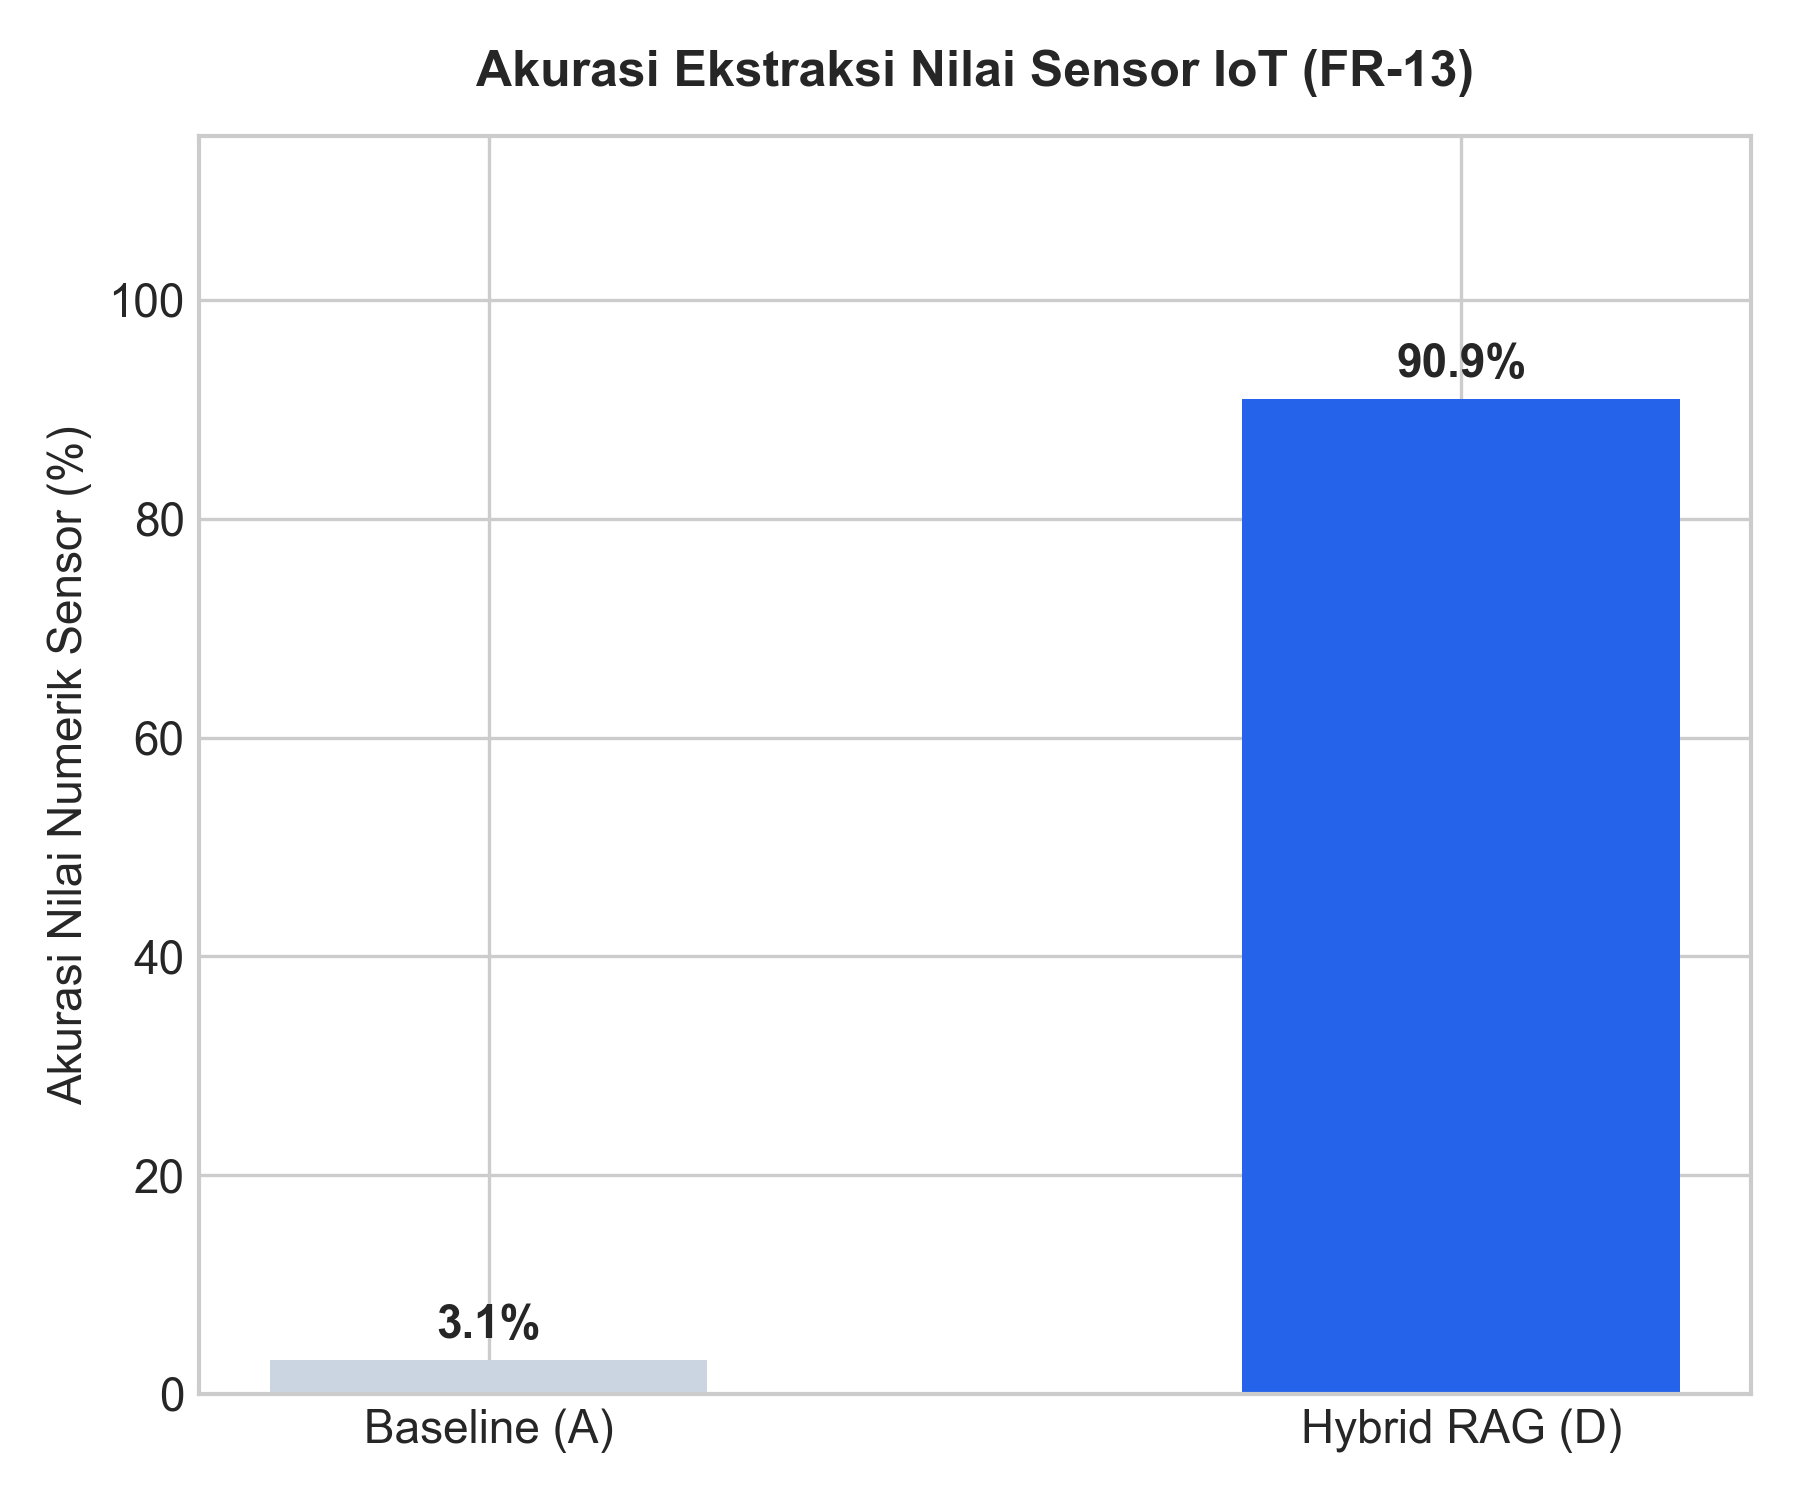 Akurasi Ekstraksi Nilai Sensor IoT (FR-13)
Akurasi Nilai Numerik Sensor (%)
100
80
60
40
20
0
90.9%
3.1%
Baseline (A)
Hybrid RAG (D)